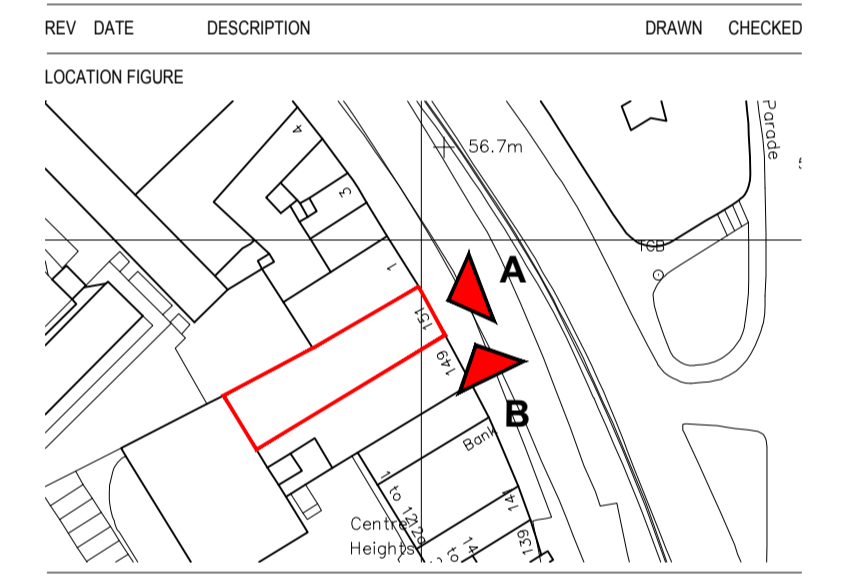 REV DATE DESCRIPTION DRAWN CHECKED
LOCATION FIGURE
4
Parade
56.7m
3
TCB
1
A
151
149
B
Bank
1 to 12
141
Centre
Heights
139
14
to